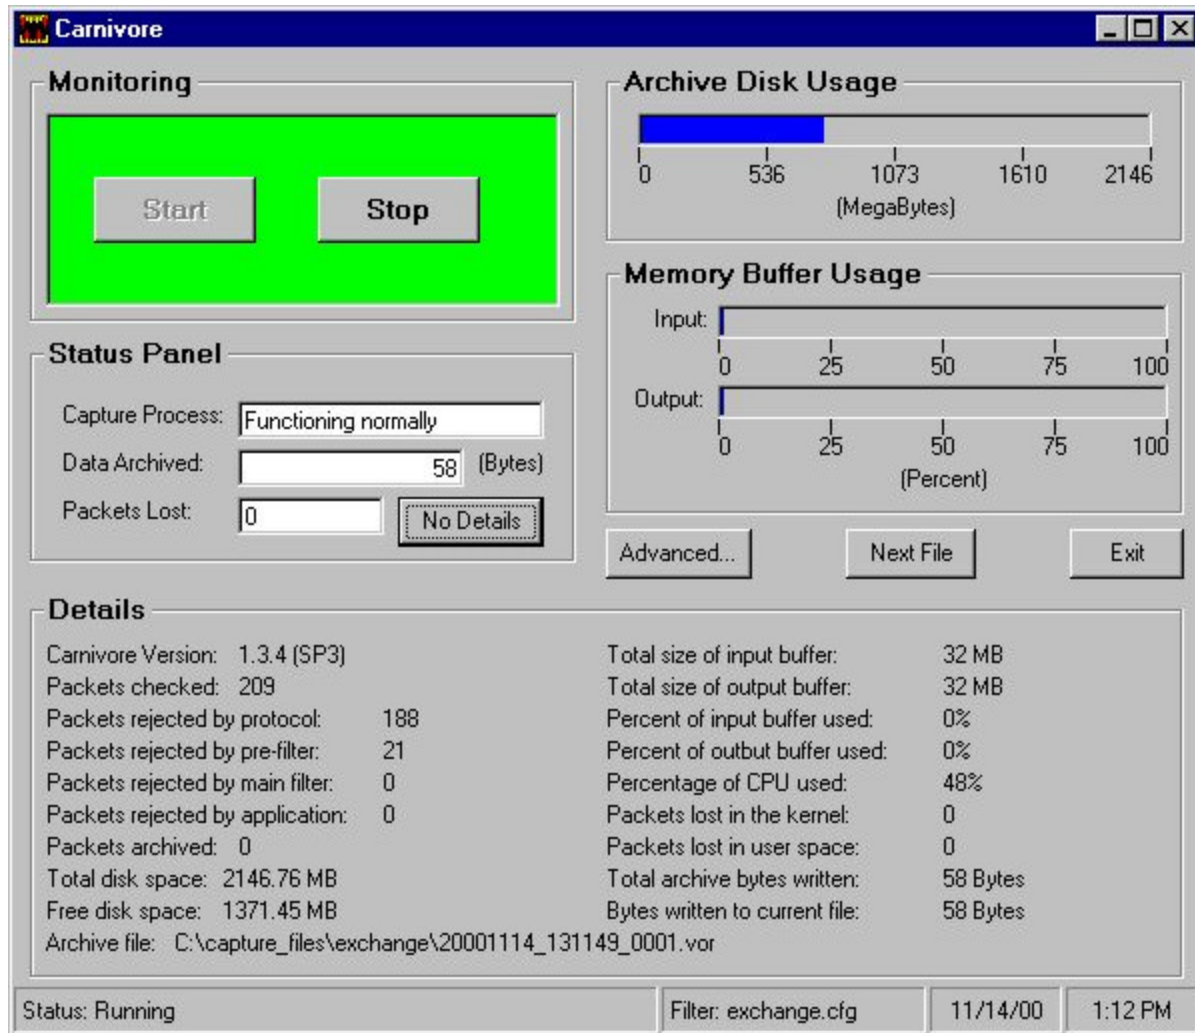 Carnivore
Monitoring
Start Stop
Status Panel
Capture Process: Functioning normally
Data Archived: 58 (Bytes)
Packets Lost: 0 No Details
Archive Disk Usage
0 536 1073 1610 2146
(MegaBytes)
Memory Buffer Usage
Input:
0 25 50 75 100
Output:
0 25 50 75 100
(Percent)
Advanced... Next File Exit
Details
Carnivore Version: 1.3.4 (SP3)
Packets checked: 209
Packets rejected by protocol: 188
Packets rejected by pre-filter: 21
Packets rejected by main filter: 0
Packets rejected by application: 0
Packets archived: 0
Total disk space: 2146.76 MB
Free disk space: 1371.45 MB
Archive file: C:\capture_files\exchange\20001114_131149_0001.vor
Total size of input buffer: 32 MB
Total size of output buffer: 32 MB
Percent of input buffer used: 0%
Percent of outbut buffer used: 0%
Percentage of CPU used: 48%
Packets lost in the kernel: 0
Packets lost in user space: 0
Total archive bytes written: 58 Bytes
Bytes written to current file: 58 Bytes
Status: Running Filter: exchange.cfg 11/14/00 1:12 PM